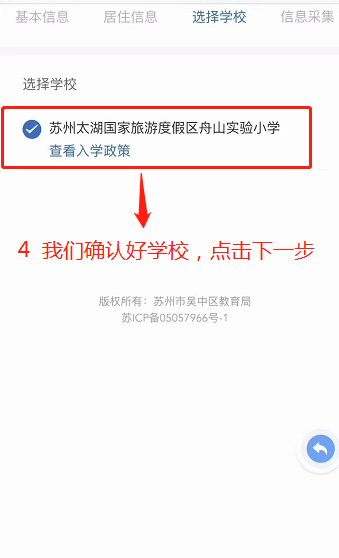 基本信息 居住信息 选择学校 信息采集
选择学校
苏州太湖国家旅游度假区舟山实验小学
查看入学政策
4 我们确认好学校，点击下一步
版权所有：苏州市吴中区教育局
苏ICP备05057966号-1